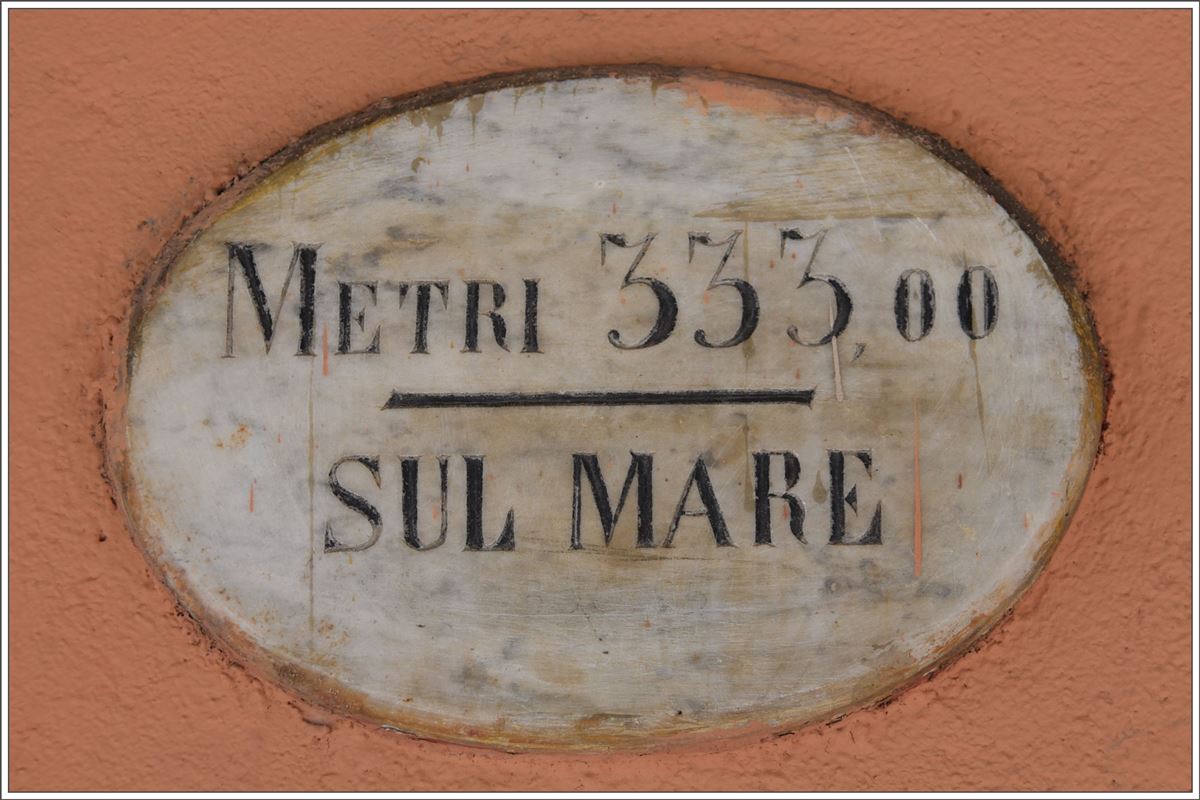 METRI 333,00
SUL MARE